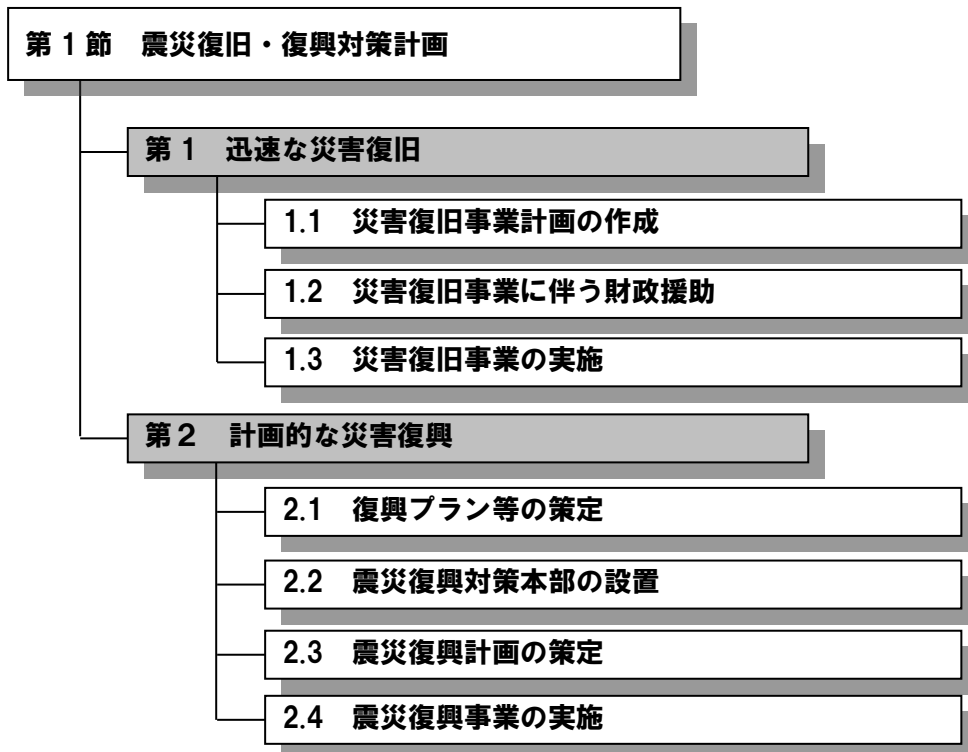 第1節　震災復旧・復興対策計画
第1　迅速な災害復旧
1.1　災害復旧事業計画の作成
1.2　災害復旧事業に伴う財政援助
1.3　災害復旧事業の実施
第２　計画的な災害復興
2.1　復興プラン等の策定
2.2　震災復興対策本部の設置
2.3　震災復興計画の策定
2.4　震災復興事業の実施